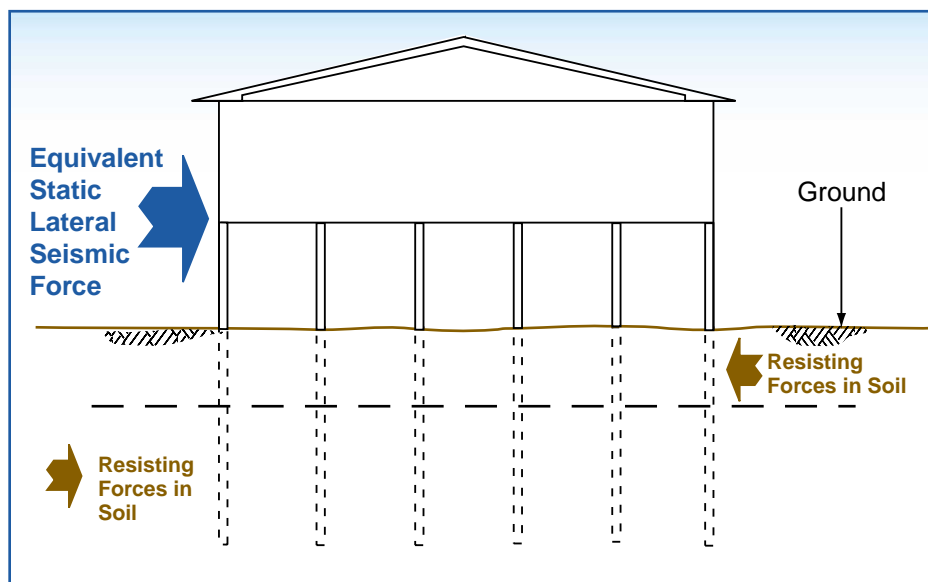 Equivalent
Static
Lateral
Seismic
Force
Ground
Resisting
Forces in Soil
Resisting
Forces in
Soil